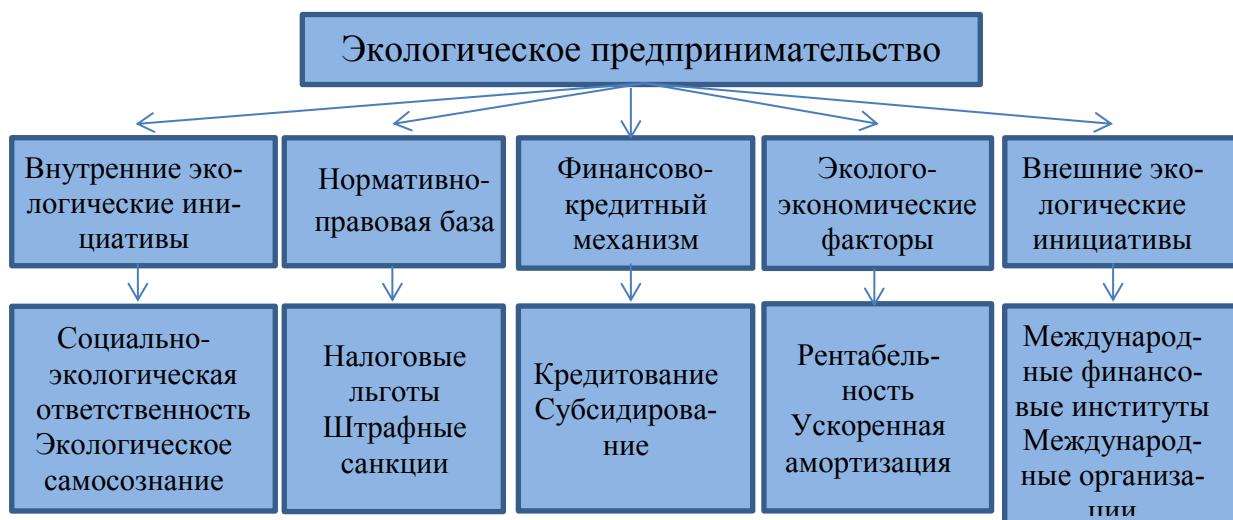 Экологическое предпринимательство
Внутренние эко-
логические ини-
циативы
Нормативно-
правовая база
Финансово-
кредитный
механизм
Эколого-
экономические
факторы
Внешние эко-
логические
инициативы
Социально-
экологическая
ответственность
Экологическое
самосознание
Налоговые
льготы
Штрафные
санкции
Кредитование
Субсидирова-
ние
Рентабель-
ность
Ускоренная
амортизация
Международ-
ные финансо-
вые институты
Международ-
ные организа-
ции